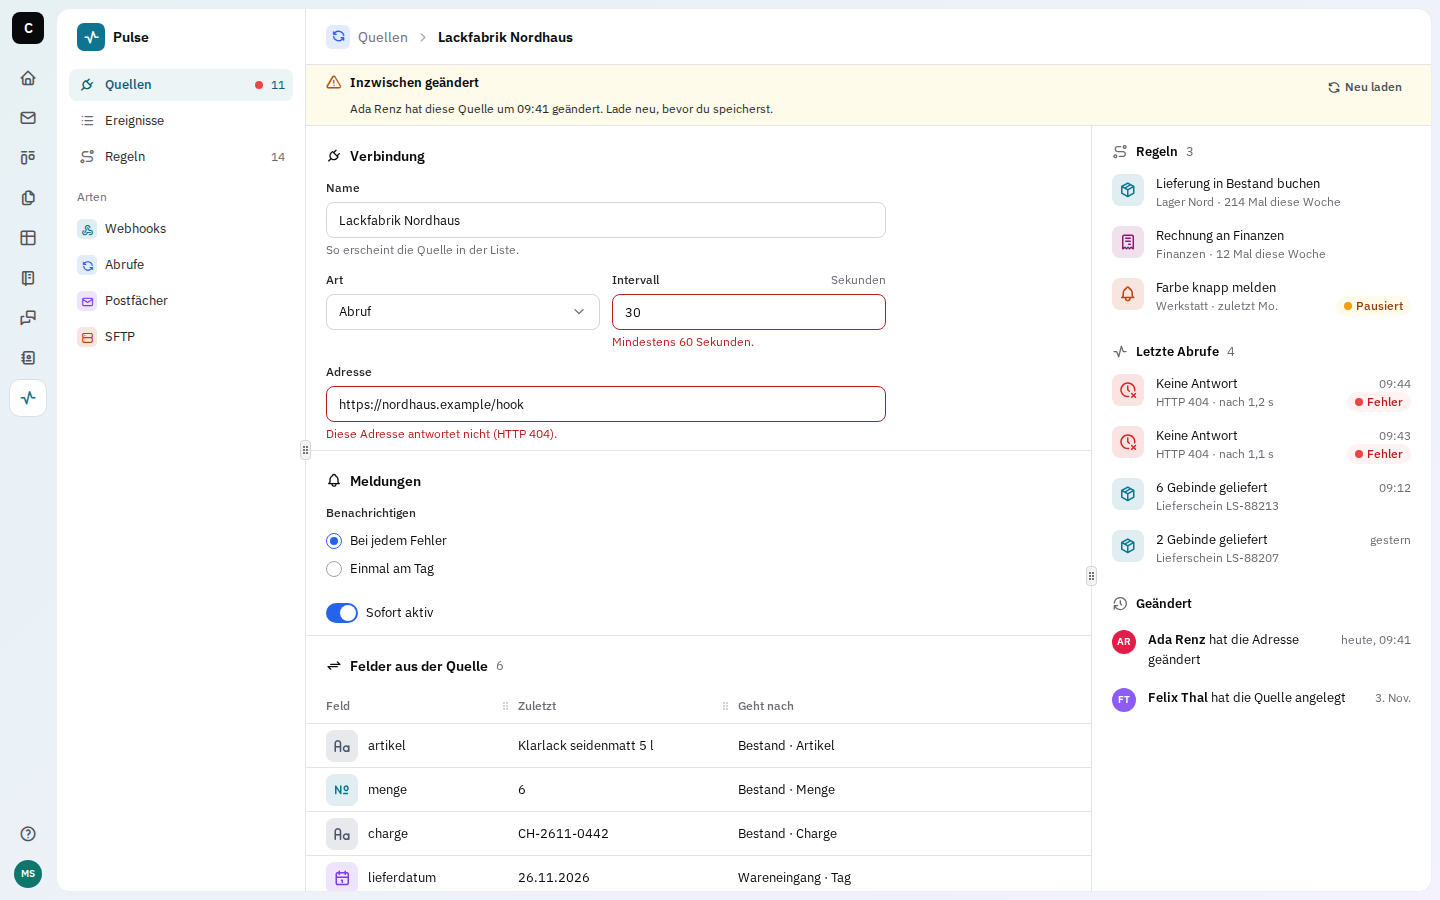 C
Pulse
Quellen 11
Ereignisse
Regeln 14
Arten
Webhooks
Abrufe
Postfächer
SFTP
MS
Quellen
Lackfabrik Nordhaus
Inzwischen geändert
Ada Renz hat diese Quelle um 09:41 geändert. Lade neu, bevor du speicherst.
Neu laden
Verbindung
Name
Lackfabrik Nordhaus
So erscheint die Quelle in der Liste.
Art
Abruf
Intervall Sekunden
30
Mindestens 60 Sekunden.
Adresse
https://nordhaus.example/hook
Diese Adresse antwortet nicht (HTTP 404).
Meldungen
Benachrichtigen
Bei jedem Fehler
Einmal am Tag
Sofort aktiv
Felder aus der Quelle 6
Feld Zuletzt Geht nach
Aa artikel Klarlack seidenmatt 5 l Bestand · Artikel
Nº menge 6 Bestand · Menge
Aa charge CH-2611-0442 Bestand · Charge
lieferdatum 26.11.2026 Wareneingang · Tag
Regeln 3
Lieferung in Bestand buchen
Lager Nord · 214 Mal diese Woche
Rechnung an Finanzen
Finanzen · 12 Mal diese Woche
Farbe knapp melden
Werkstatt · zuletzt Mo. Pausiert
Letzte Abrufe 4
Keine Antwort 09:44
HTTP 404 · nach 1,2 s Fehler
Keine Antwort 09:43
HTTP 404 · nach 1,1 s Fehler
6 Gebinde geliefert 09:12
Lieferschein LS-88213
2 Gebinde geliefert gestern
Lieferschein LS-88207
Geändert
AR Ada Renz hat die Adresse heute, 09:41
geändert
FT Felix Thal hat die Quelle angelegt 3. Nov.